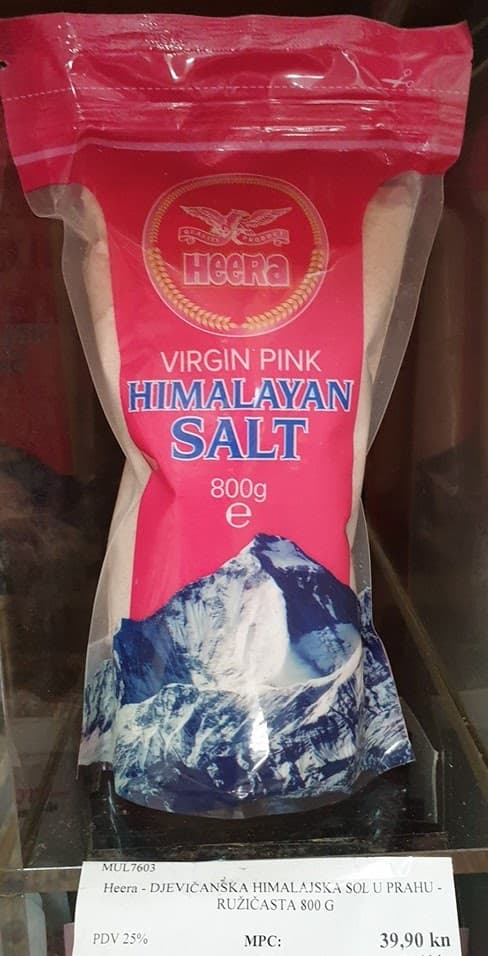 QUALITY PRODUCT
HEERA
VIRGIN PINK
HIMALAYAN
SALT
800g
e
MUL7603
Heera - DJEVIČANŠKA HIMALAJSKA SOL U PRAHU -
RUŽIČASTA 800 G
PDV 25% MPC: 39,90 kn